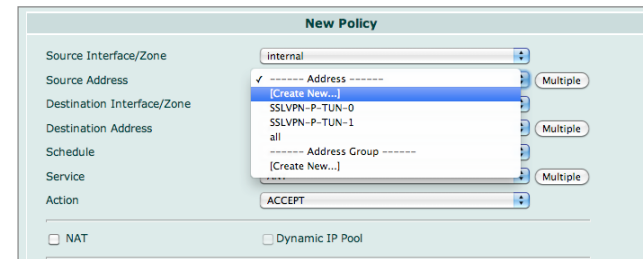 New Policy
Source Interface/Zone internal
Source Address ✓ ------ Address ------ Multiple
[Create New...]
Destination Interface/Zone SSLVPN-P-TUN-0
SSLVPN-P-TUN-1
Destination Address all Multiple
Schedule ------ Address Group ------
[Create New...]
Service Multiple
Action ACCEPT
NAT Dynamic IP Pool